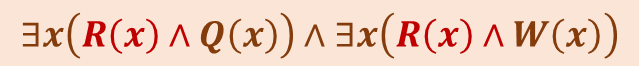 ∃x(R(x) ∧ Q(x)) ∧ ∃x(R(x) ∧ W(x))